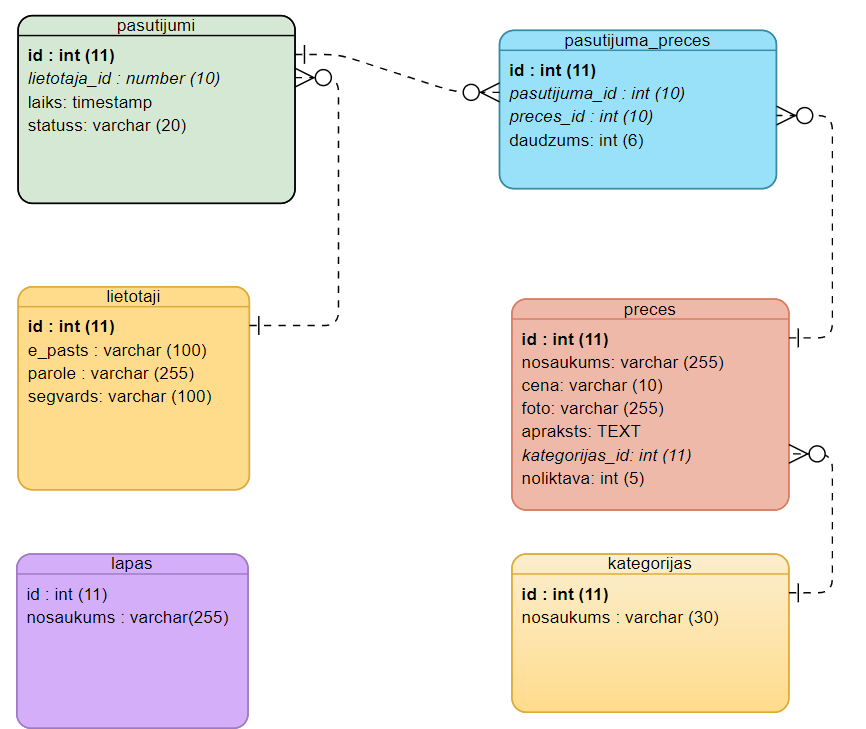 pasutijumi
id : int (11)
lietotaja_id : number (10)
laiks: timestamp
statuss: varchar (20)
pasutijuma_preces
id : int (11)
pasutijuma_id : int (10)
preces_id : int (10)
daudzums: int (6)
lietotaji
id : int (11)
e_pasts : varchar (100)
parole : varchar (255)
segvards: varchar (100)
preces
id : int (11)
nosaukums: varchar (255)
cena: varchar (10)
foto: varchar (255)
apraksts: TEXT
kategorijas_id: int (11)
noliktava: int (5)
lapas
id : int (11)
nosaukums : varchar(255)
kategorijas
id : int (11)
nosaukums : varchar (30)